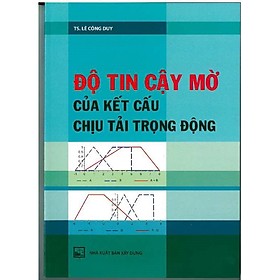 TS. LÊ CÔNG DUY
ĐỘ TIN CẬY MỜ
CỦA KẾT CẤU
CHỊU TẢI TRỌNG ĐỘNG
NHÀ XUẤT BẢN XÂY DỰNG